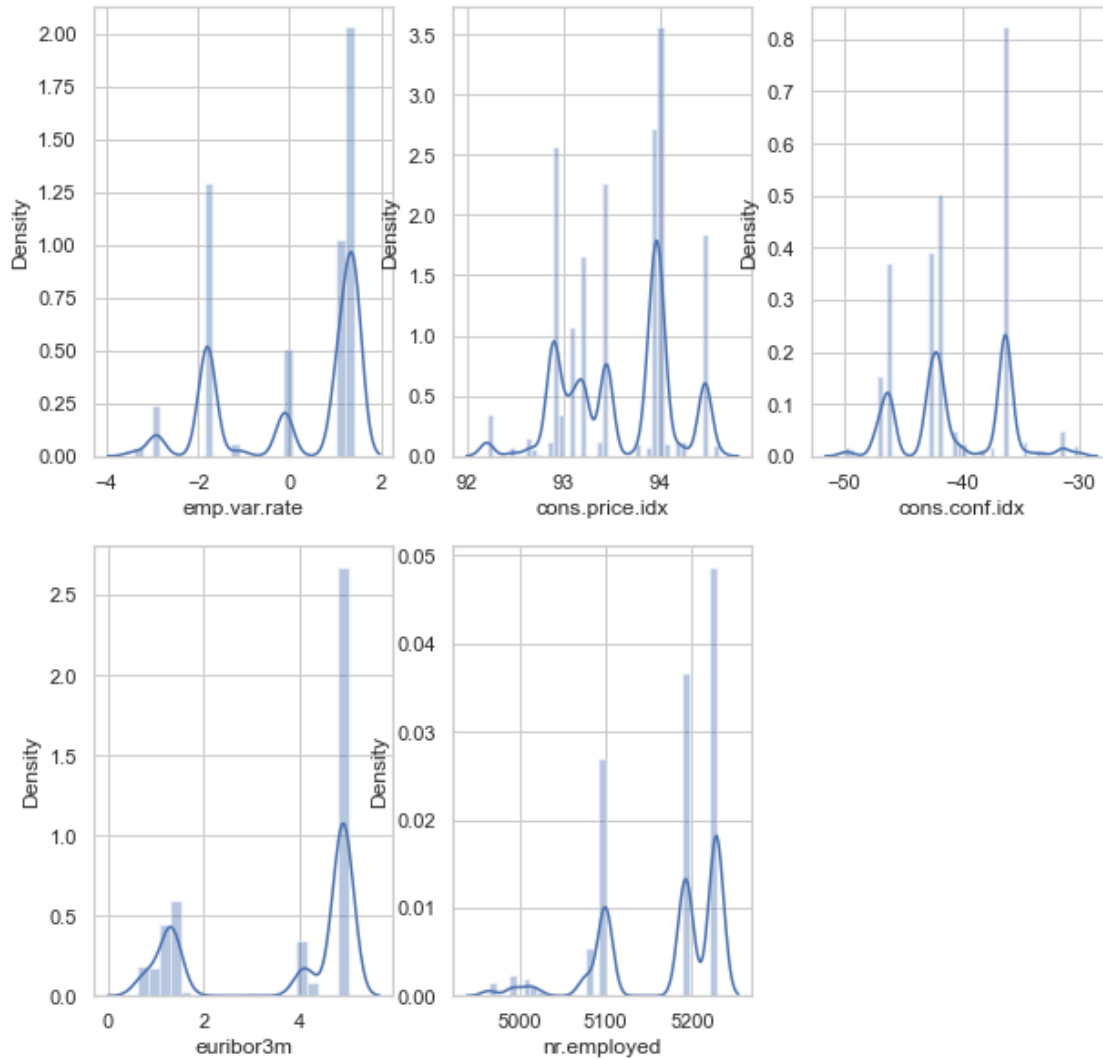 2.00
1.75
1.50
1.25
1.00
0.75
0.50
0.25
0.00
Density
−4 −2 0 2
emp.var.rate
3.5
3.0
2.5
2.0
1.5
1.0
0.5
0.0
Density
92 93 94
cons.price.idx
0.8
0.7
0.6
0.5
0.4
0.3
0.2
0.1
0.0
Density
−50 −40 −30
cons.conf.idx
2.5
2.0
1.5
1.0
0.5
0.0
Density
0 2 4
euribor3m
0.05
0.04
0.03
0.02
0.01
0.00
Density
5000 5100 5200
nr.employed